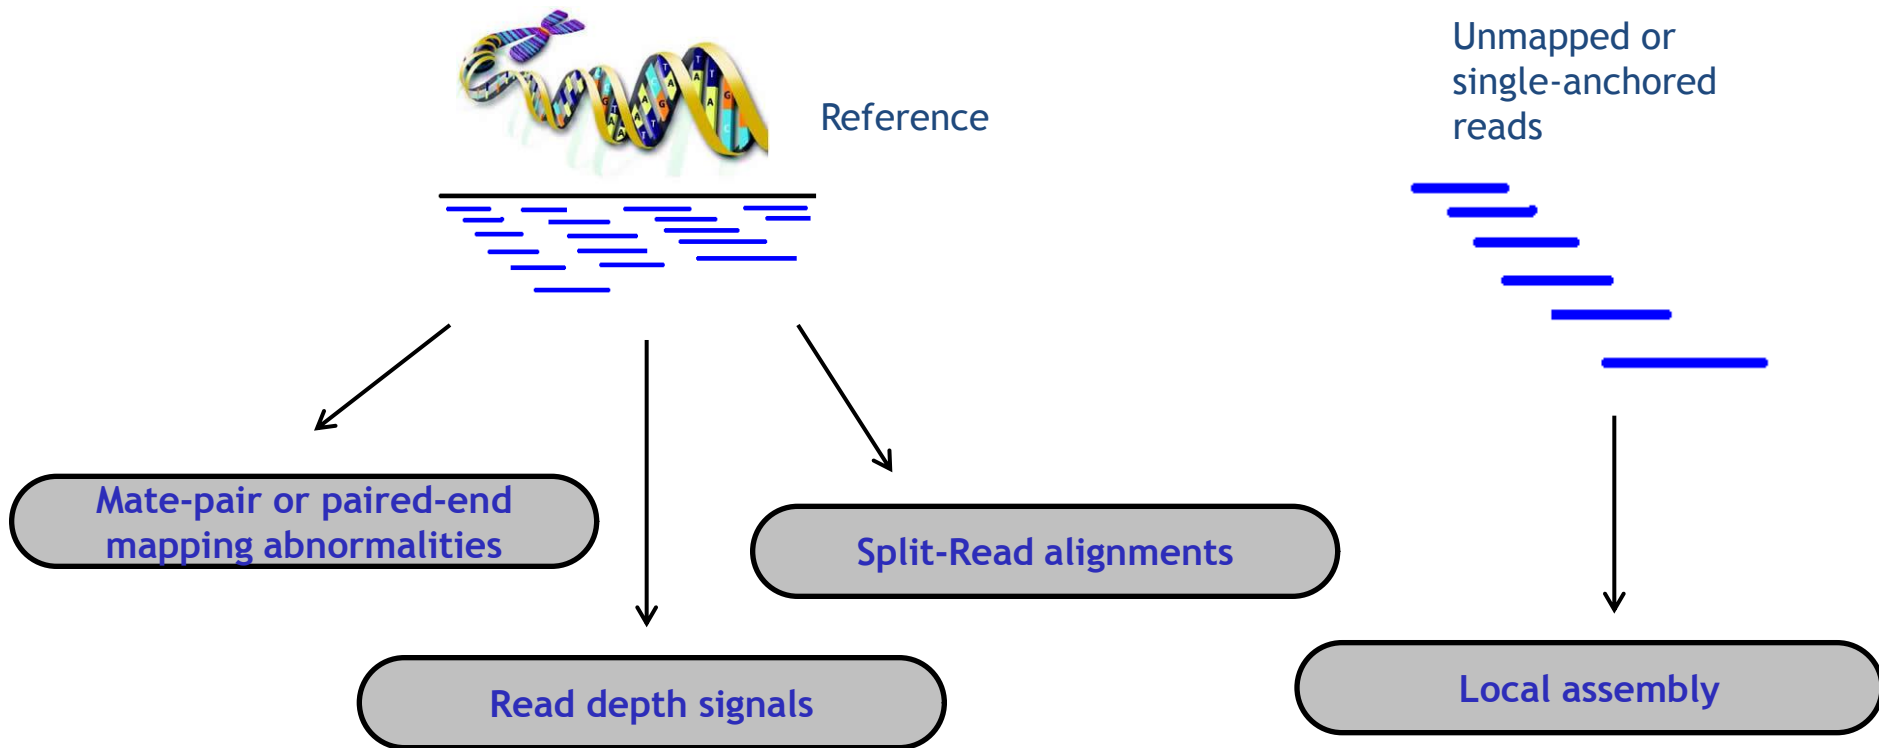 Reference
Unmapped or
single-anchored
reads
Mate-pair or paired-end
mapping abnormalities
Split-Read alignments
Read depth signals
Local assembly